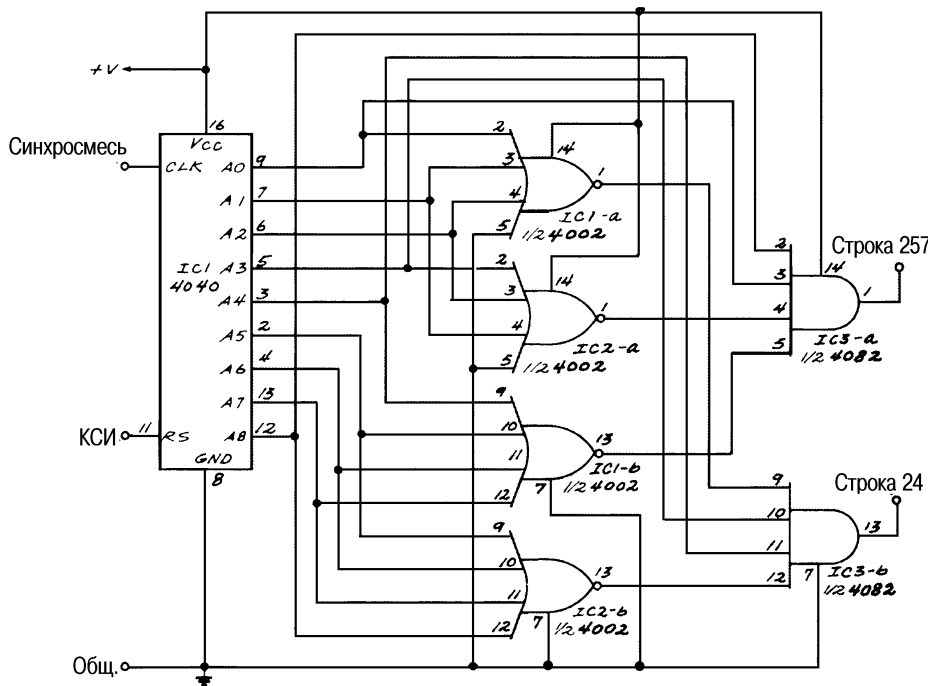 +V
Синхросмесь
16
VCC
CLK
A0 9
A1 7
A2 6
IC1
4040
A3 5
A4 3
A5 2
A6 4
A7 13
A8 12
КСИ
11
RS
GND
8
Общ.
2
3
4
5
14
1
IC1-a
1/2 4002
2
3
4
5
14
1
IC2-a
1/2 4002
9
10
11
12
7
13
IC1-b
1/2 4002
9
10
11
12
7
13
IC2-b
1/2 4002
2
3
4
5
14
1
IC3-a
1/2 4082
Строка 257
9
10
11
12
7
13
IC3-b
1/2 4082
Строка 24